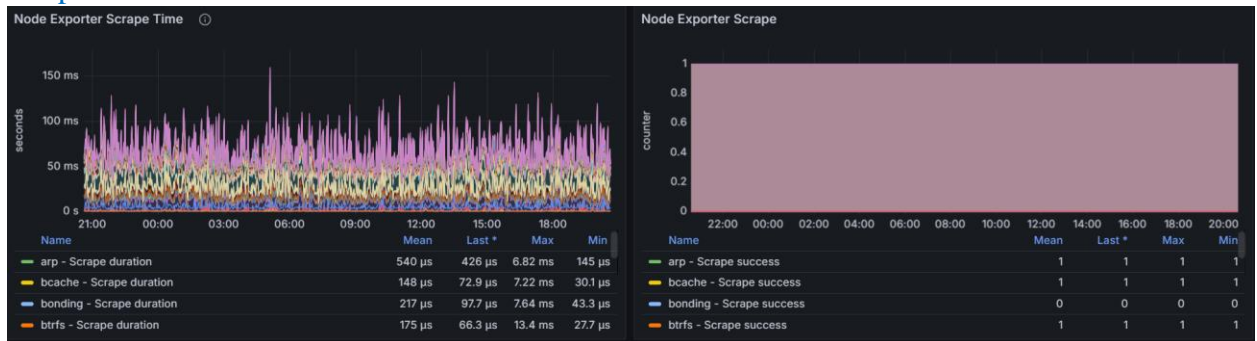 Node Exporter Scrape Time
150 ms
100 ms
50 ms
0 s
seconds
21:00 00:00 03:00 06:00 09:00 12:00 15:00 18:00
Name Mean Last * Max Min
arp - Scrape duration 540 µs 426 µs 6.82 ms 145 µs
bcache - Scrape duration 148 µs 72.9 µs 7.22 ms 30.1 µs
bonding - Scrape duration 217 µs 97.7 µs 7.64 ms 43.3 µs
btrfs - Scrape duration 175 µs 66.3 µs 13.4 ms 27.7 µs
Node Exporter Scrape
1
0.8
0.6
0.4
0.2
0
counter
22:00 00:00 02:00 04:00 06:00 08:00 10:00 12:00 14:00 16:00 18:00 20:00
Name Mean Last * Max Min
arp - Scrape success 1 1 1 1
bcache - Scrape success 1 1 1 1
bonding - Scrape success 0 0 0 0
btrfs - Scrape success 1 1 1 1